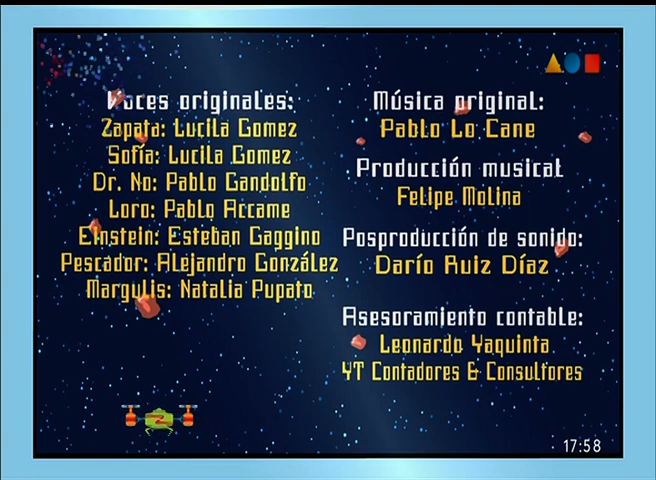 Voces originales:
Zapata: Lucila Gomez
Sofía: Lucila Gomez
Dr. No: Pablo Gandolfo
Loro: Pablo Accame
Einstein: Esteban Gaggino
Pescador: Alejandro González
Margulis: Natalia Pupato
Música original:
Pablo Lo Cane
Producción musical
Felipe Molina
Posproducción de sonido:
Darío Ruiz Díaz
Asesoramiento contable:
Leonardo Yaquinta
YT Contadores & Consultores
17:58